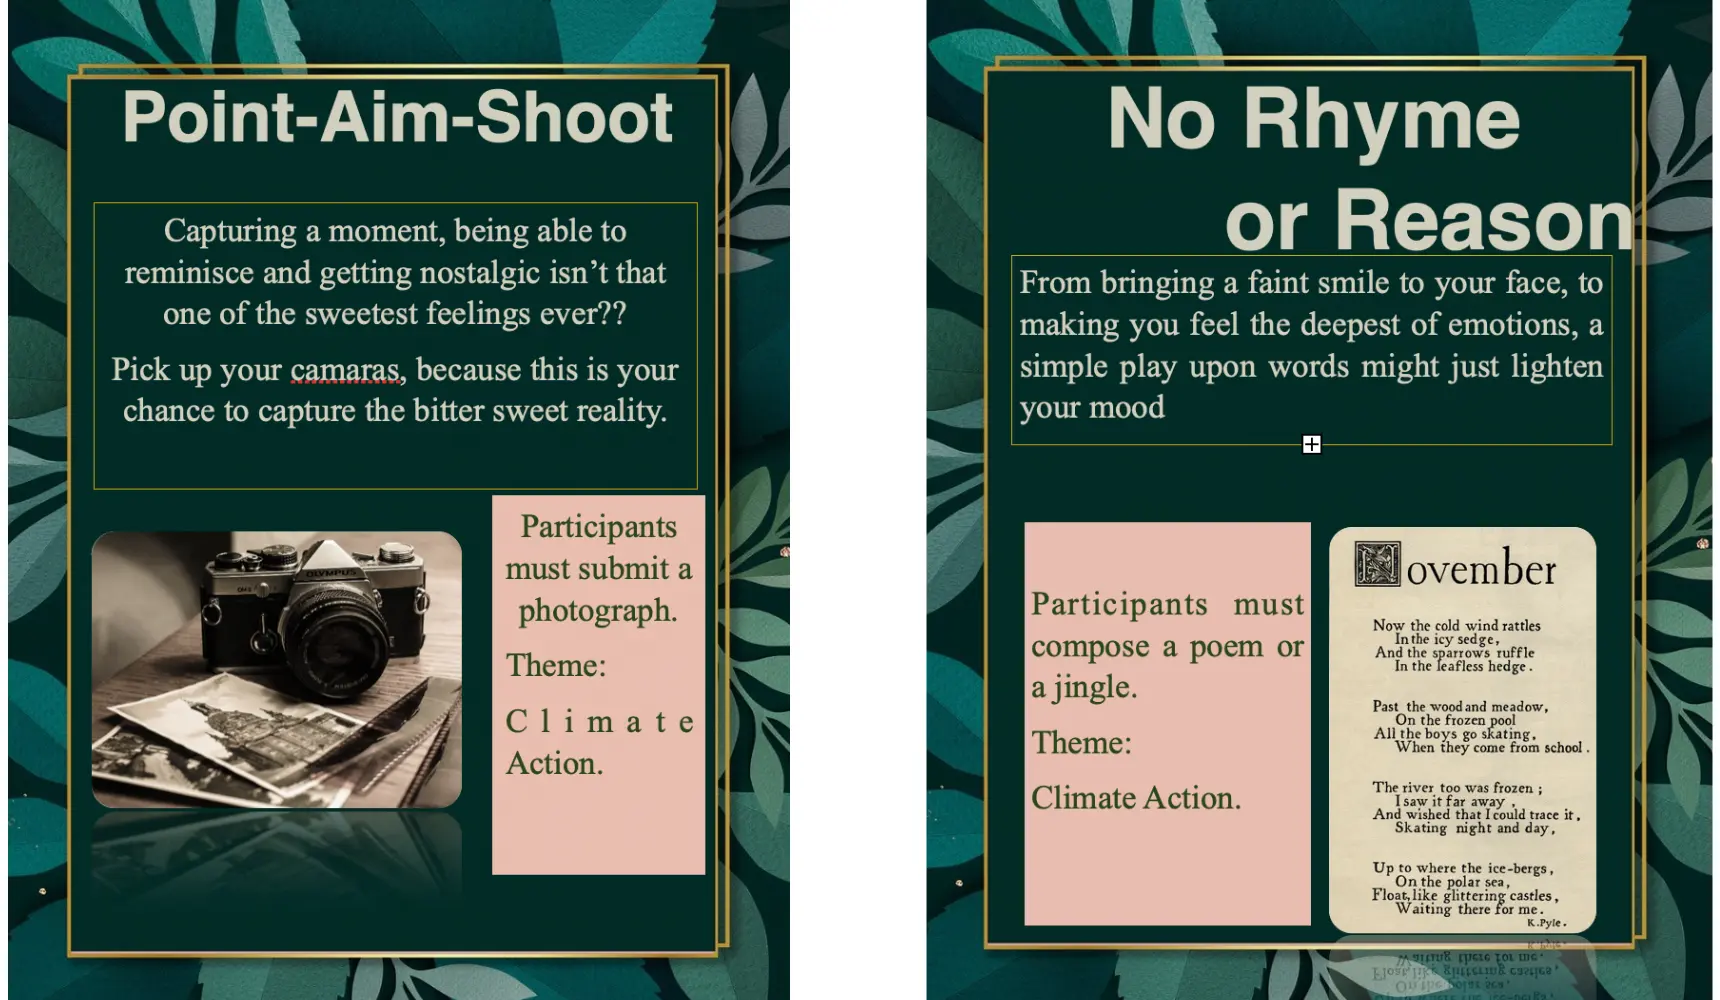 Point-Aim-Shoot
Capturing a moment, being able to
reminisce and getting nostalgic isn’t that
one of the sweetest feelings ever??
Pick up your camaras, because this is your
chance to capture the bitter sweet reality.
OLYMPUS
Participants
must submit a
photograph.
Theme:
Climate
Action.
No Rhyme
or Reason
From bringing a faint smile to your face, to
making you feel the deepest of emotions, a
simple play upon words might just lighten
your mood
Participants must
compose a poem or
a jingle.
Theme:
Climate Action.
November
Now the cold wind rattles
In the icy sedge,
And the sparrows ruffle
In the leafless hedge.
Past the wood and meadow,
On the frozen pool
All the boys go skating,
When they come from school.
The river too was frozen;
I saw it far away,
And wished that I could trace it,
Skating night and day,
Up to where the ice-bergs,
On the polar sea,
Float, like glittering castles,
Waiting there for me.
K.Pyle.